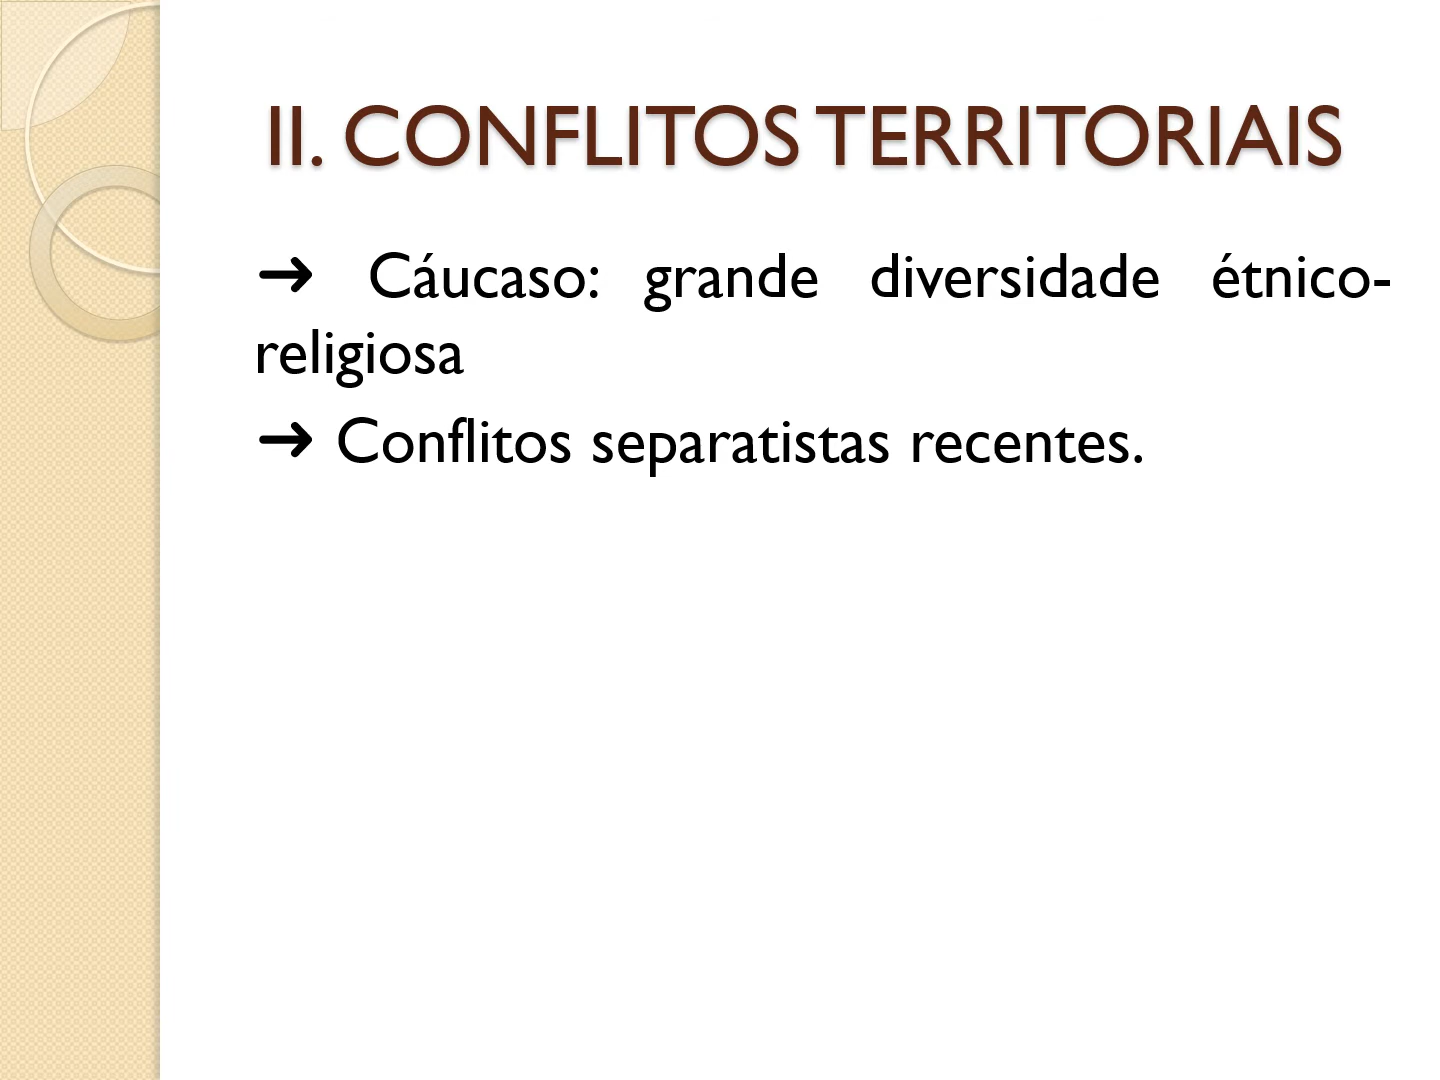 II. CONFLITOS TERRITORIAIS
➜ Cáucaso: grande diversidade étnico-
religiosa
➜ Conflitos separatistas recentes.